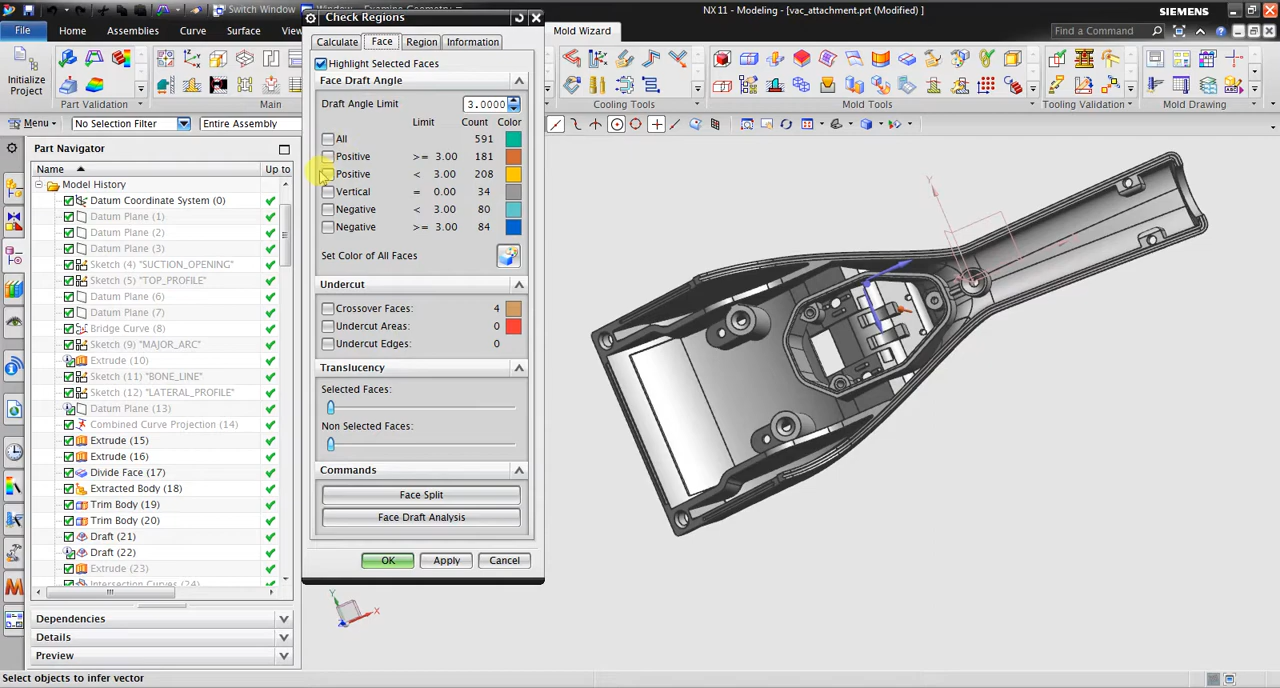 Switch Window
Window
Examine Geometry
NX 11 - Modeling - [vac_attachment.prt (Modified) ]
SIEMENS
File
Home
Assemblies
Curve
Surface
Mold Wizard
Find a Command
Initialize
Project
Part Validation
Main
Cooling Tools
Mold Tools
Tooling Validation
Mold Drawing
Menu
No Selection Filter
Entire Assembly
Part Navigator
Name
Up to
Model History
Datum Coordinate System (0)
Datum Plane (1)
Datum Plane (2)
Datum Plane (3)
Sketch (4) "SUCTION_OPENING"
Sketch (5) "TOP_PROFILE"
Datum Plane (6)
Datum Plane (7)
Bridge Curve (8)
Sketch (9) "MAJOR_ARC"
Extrude (10)
Sketch (11) "BONE_LINE"
Sketch (12) "LATERAL_PROFILE"
Datum Plane (13)
Combined Curve Projection (14)
Extrude (15)
Extrude (16)
Divide Face (17)
Extracted Body (18)
Trim Body (19)
Trim Body (20)
Draft (21)
Draft (22)
Extrude (23)
Intersection Curves (24)
Dependencies
Details
Preview
Select objects to infer vector
Check Regions
Calculate
Face
Region
Information
Highlight Selected Faces
Face Draft Angle
Draft Angle Limit
3.0000
Limit Count Color
All 591
Positive >= 3.00 181
Positive < 3.00 208
Vertical = 0.00 34
Negative < 3.00 80
Negative >= 3.00 84
Set Color of All Faces
Undercut
Crossover Faces: 4
Undercut Areas: 0
Undercut Edges: 0
Translucency
Selected Faces:
Non Selected Faces:
Commands
Face Split
Face Draft Analysis
OK
Apply
Cancel
Y
Y
X